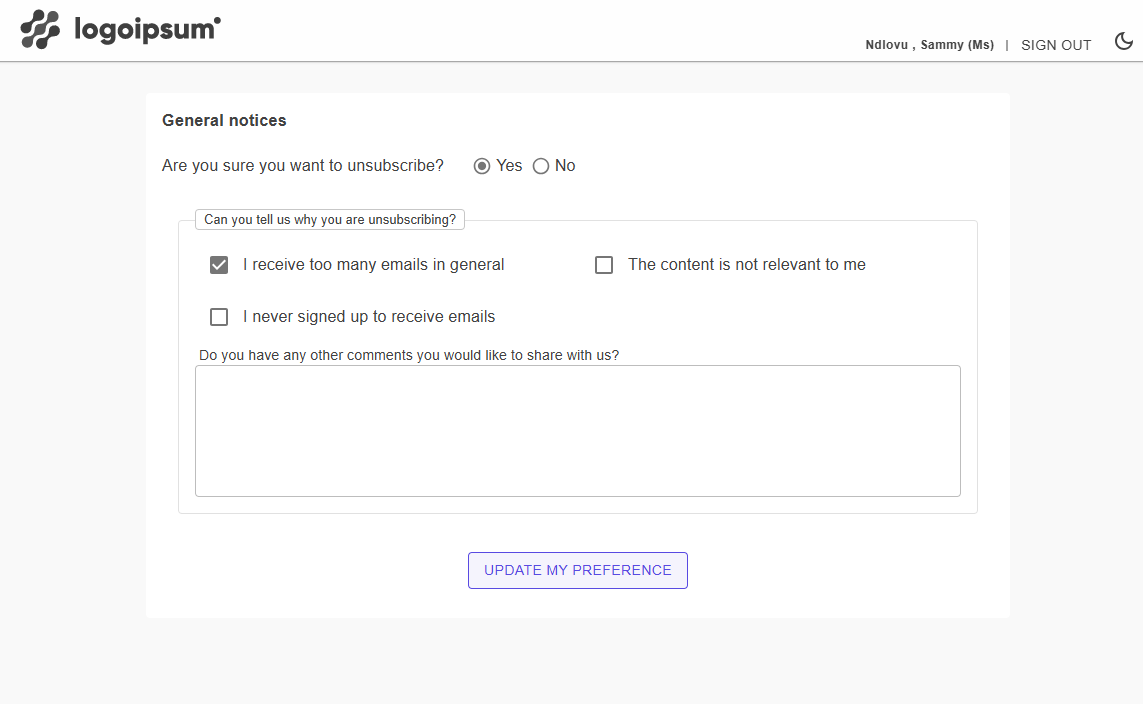 logoipsum
Ndlovu , Sammy (Ms) | SIGN OUT
General notices
Are you sure you want to unsubscribe? Yes No
Can you tell us why you are unsubscribing?
I receive too many emails in general The content is not relevant to me
I never signed up to receive emails
Do you have any other comments you would like to share with us?
UPDATE MY PREFERENCE